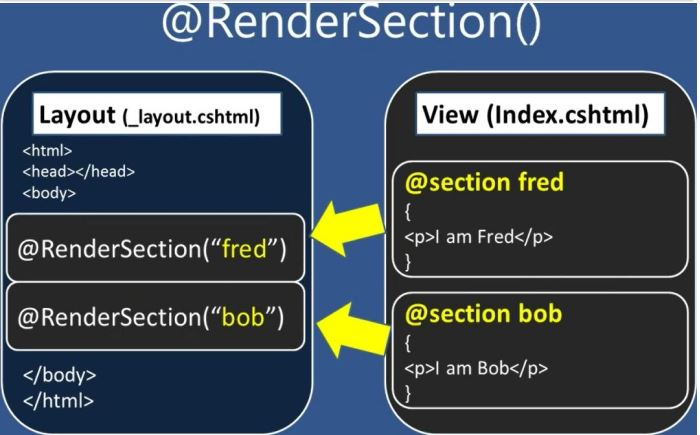 @RenderSection()
Layout (_layout.cshtml)
<html>
<head></head>
<body>
@RenderSection(“fred”)
@RenderSection(“bob”)
</body>
</html>
View (Index.cshtml)
@section fred
{
<p>I am Fred</p>
}
@section bob
{
<p>I am Bob</p>
}